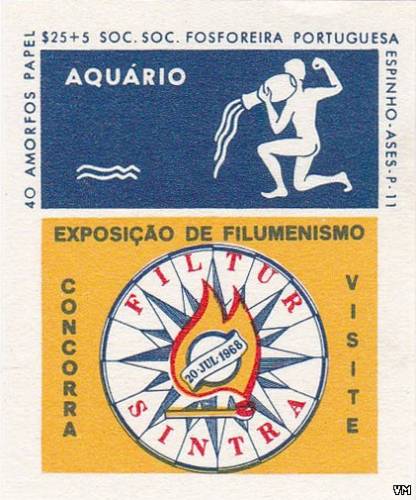 $25+5 SOC. SOC. FOSFOREIRA PORTUGUESA
40 AMORFOS PAPEL
ESPINHO-ASES-P·11
AQUÁRIO
EXPOSIÇÃO DE FILUMENISMO
CONCORRA
VISITE
FILTUR
20·JUL·1968
SINTRA
VM